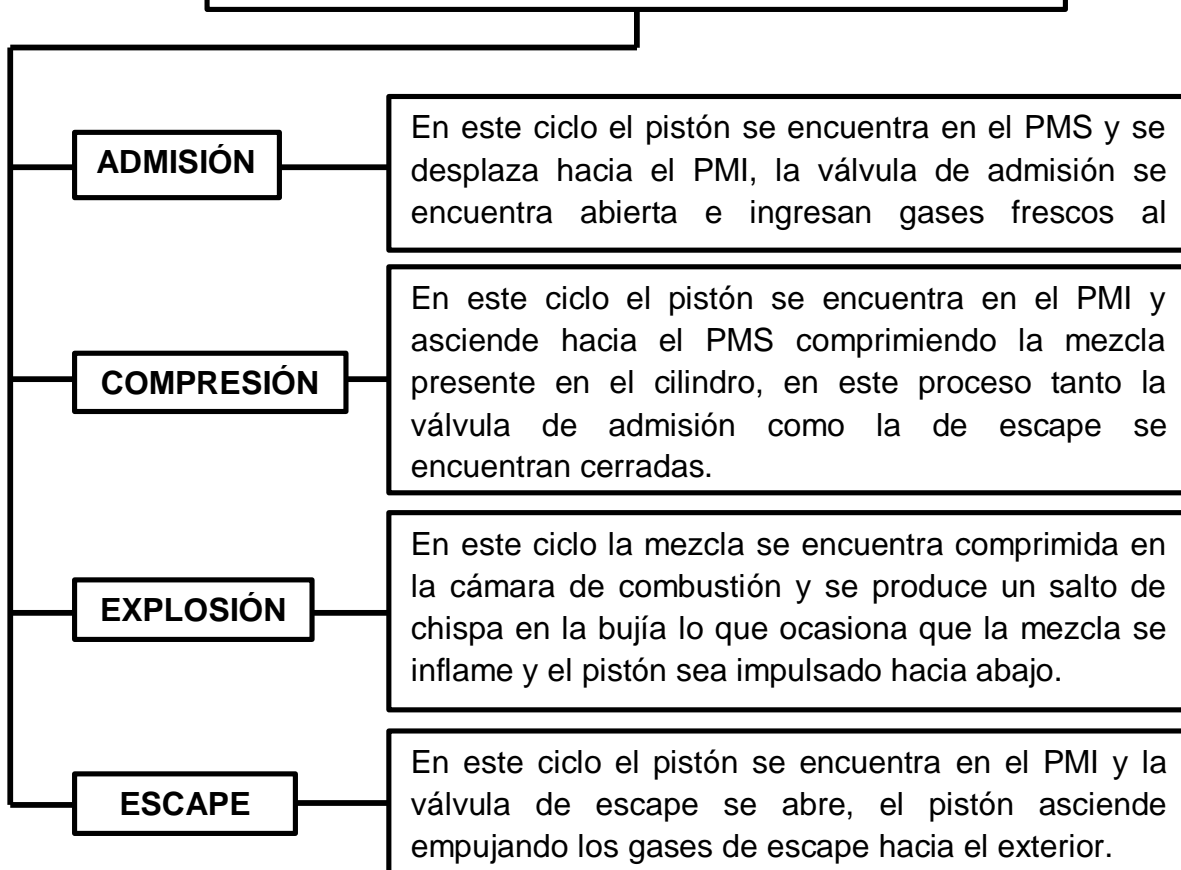 ADMISIÓN
En este ciclo el pistón se encuentra en el PMS y se
desplaza hacia el PMI, la válvula de admisión se
encuentra abierta e ingresan gases frescos al
COMPRESIÓN
En este ciclo el pistón se encuentra en el PMI y
asciende hacia el PMS comprimiendo la mezcla
presente en el cilindro, en este proceso tanto la
válvula de admisión como la de escape se
encuentran cerradas.
EXPLOSIÓN
En este ciclo la mezcla se encuentra comprimida en
la cámara de combustión y se produce un salto de
chispa en la bujía lo que ocasiona que la mezcla se
inflame y el pistón sea impulsado hacia abajo.
ESCAPE
En este ciclo el pistón se encuentra en el PMI y la
válvula de escape se abre, el pistón asciende
empujando los gases de escape hacia el exterior.